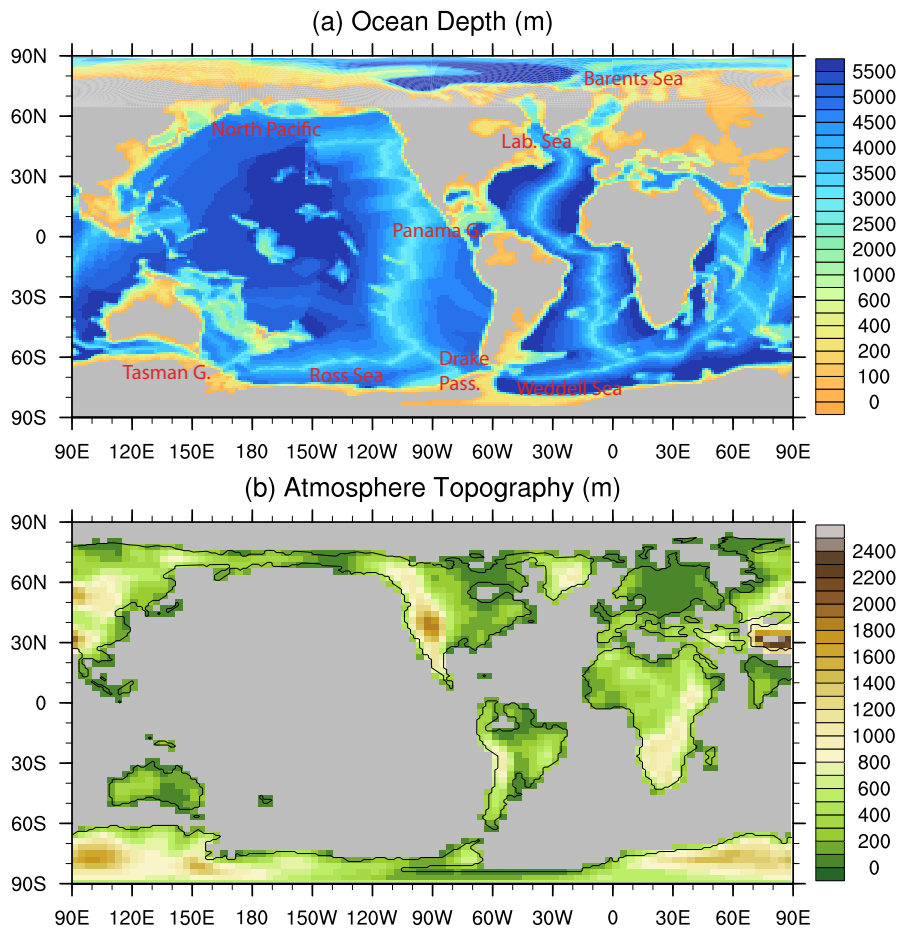 (a) Ocean Depth (m)
90N
60N
30N
0
30S
60S
90S
Barents Sea
North Pacific
Lab. Sea
Panama G.
Tasman G.
Ross Sea
Drake
Pass.
Weddell Sea
90E 120E 150E 180 150W 120W 90W 60W 30W 0 30E 60E 90E
5500
5000
4500
4000
3500
3000
2500
2000
1000
600
400
200
100
0
(b) Atmosphere Topography (m)
90N
60N
30N
0
30S
60S
90S
90E 120E 150E 180 150W 120W 90W 60W 30W 0 30E 60E 90E
2400
2200
2000
1800
1600
1400
1200
1000
800
600
400
200
0